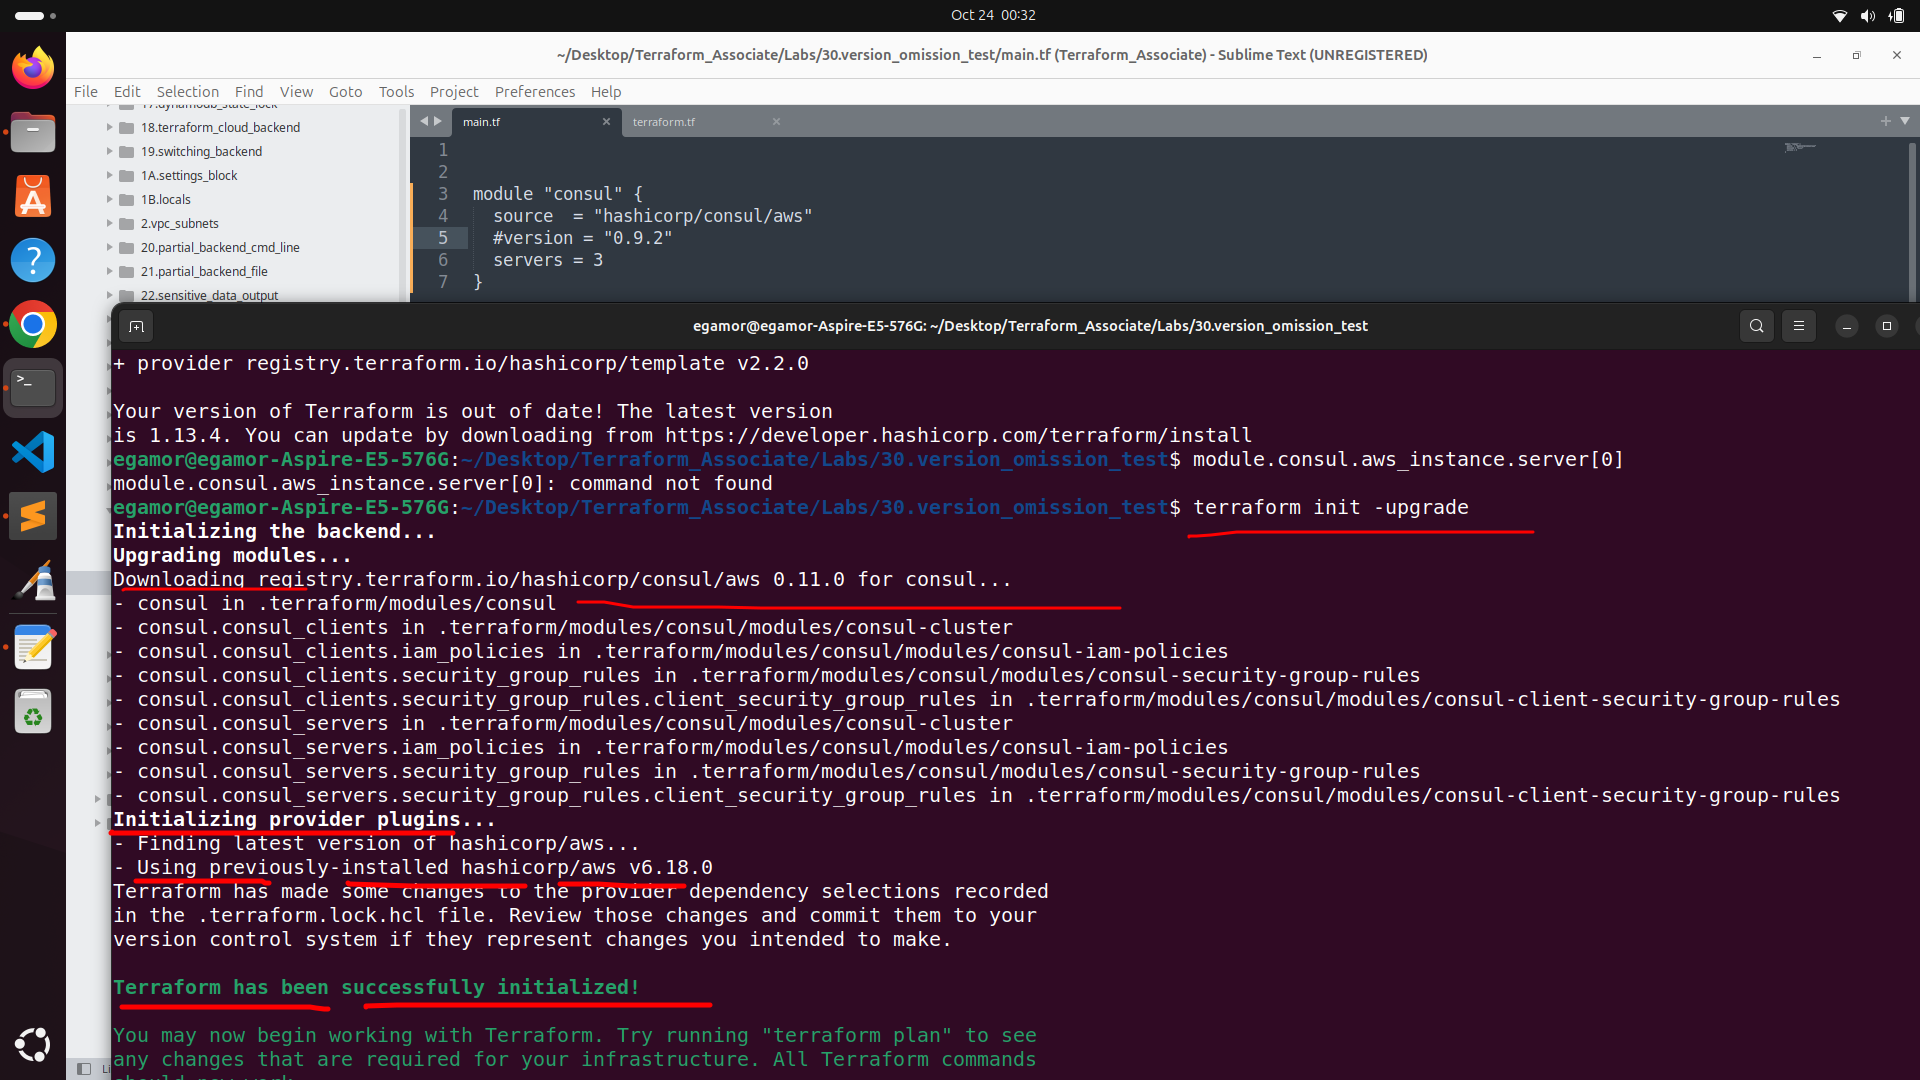 Oct 24 00:32
~/Desktop/Terraform_Associate/Labs/30.version_omission_test/main.tf (Terraform_Associate) - Sublime Text (UNREGISTERED)
File Edit Selection Find View Goto Tools Project Preferences Help
17.dynamodb_state_lock
18.terraform_cloud_backend
19.switching_backend
1A.settings_block
1B.locals
2.vpc_subnets
20.partial_backend_cmd_line
21.partial_backend_file
22.sensitive_data_output
main.tf
terraform.tf
1
2
3 module "consul" {
4 source = "hashicorp/consul/aws"
5 #version = "0.9.2"
6 servers = 3
7 }
egamor@egamor-Aspire-E5-576G: ~/Desktop/Terraform_Associate/Labs/30.version_omission_test
+ provider registry.terraform.io/hashicorp/template v2.2.0
Your version of Terraform is out of date! The latest version
is 1.13.4. You can update by downloading from https://developer.hashicorp.com/terraform/install
egamor@egamor-Aspire-E5-576G:~/Desktop/Terraform_Associate/Labs/30.version_omission_test$ module.consul.aws_instance.server[0]
module.consul.aws_instance.server[0]: command not found
egamor@egamor-Aspire-E5-576G:~/Desktop/Terraform_Associate/Labs/30.version_omission_test$ terraform init -upgrade
Initializing the backend...
Upgrading modules...
Downloading registry.terraform.io/hashicorp/consul/aws 0.11.0 for consul...
- consul in .terraform/modules/consul
- consul.consul_clients in .terraform/modules/consul/modules/consul-cluster
- consul.consul_clients.iam_policies in .terraform/modules/consul/modules/consul-iam-policies
- consul.consul_clients.security_group_rules in .terraform/modules/consul/modules/consul-security-group-rules
- consul.consul_clients.security_group_rules.client_security_group_rules in .terraform/modules/consul/modules/consul-client-security-group-rules
- consul.consul_servers in .terraform/modules/consul/modules/consul-cluster
- consul.consul_servers.iam_policies in .terraform/modules/consul/modules/consul-iam-policies
- consul.consul_servers.security_group_rules in .terraform/modules/consul/modules/consul-security-group-rules
- consul.consul_servers.security_group_rules.client_security_group_rules in .terraform/modules/consul/modules/consul-client-security-group-rules
Initializing provider plugins...
- Finding latest version of hashicorp/aws...
- Using previously-installed hashicorp/aws v6.18.0
Terraform has made some changes to the provider dependency selections recorded
in the .terraform.lock.hcl file. Review those changes and commit them to your
version control system if they represent changes you intended to make.
Terraform has been successfully initialized!
You may now begin working with Terraform. Try running "terraform plan" to see
any changes that are required for your infrastructure. All Terraform commands